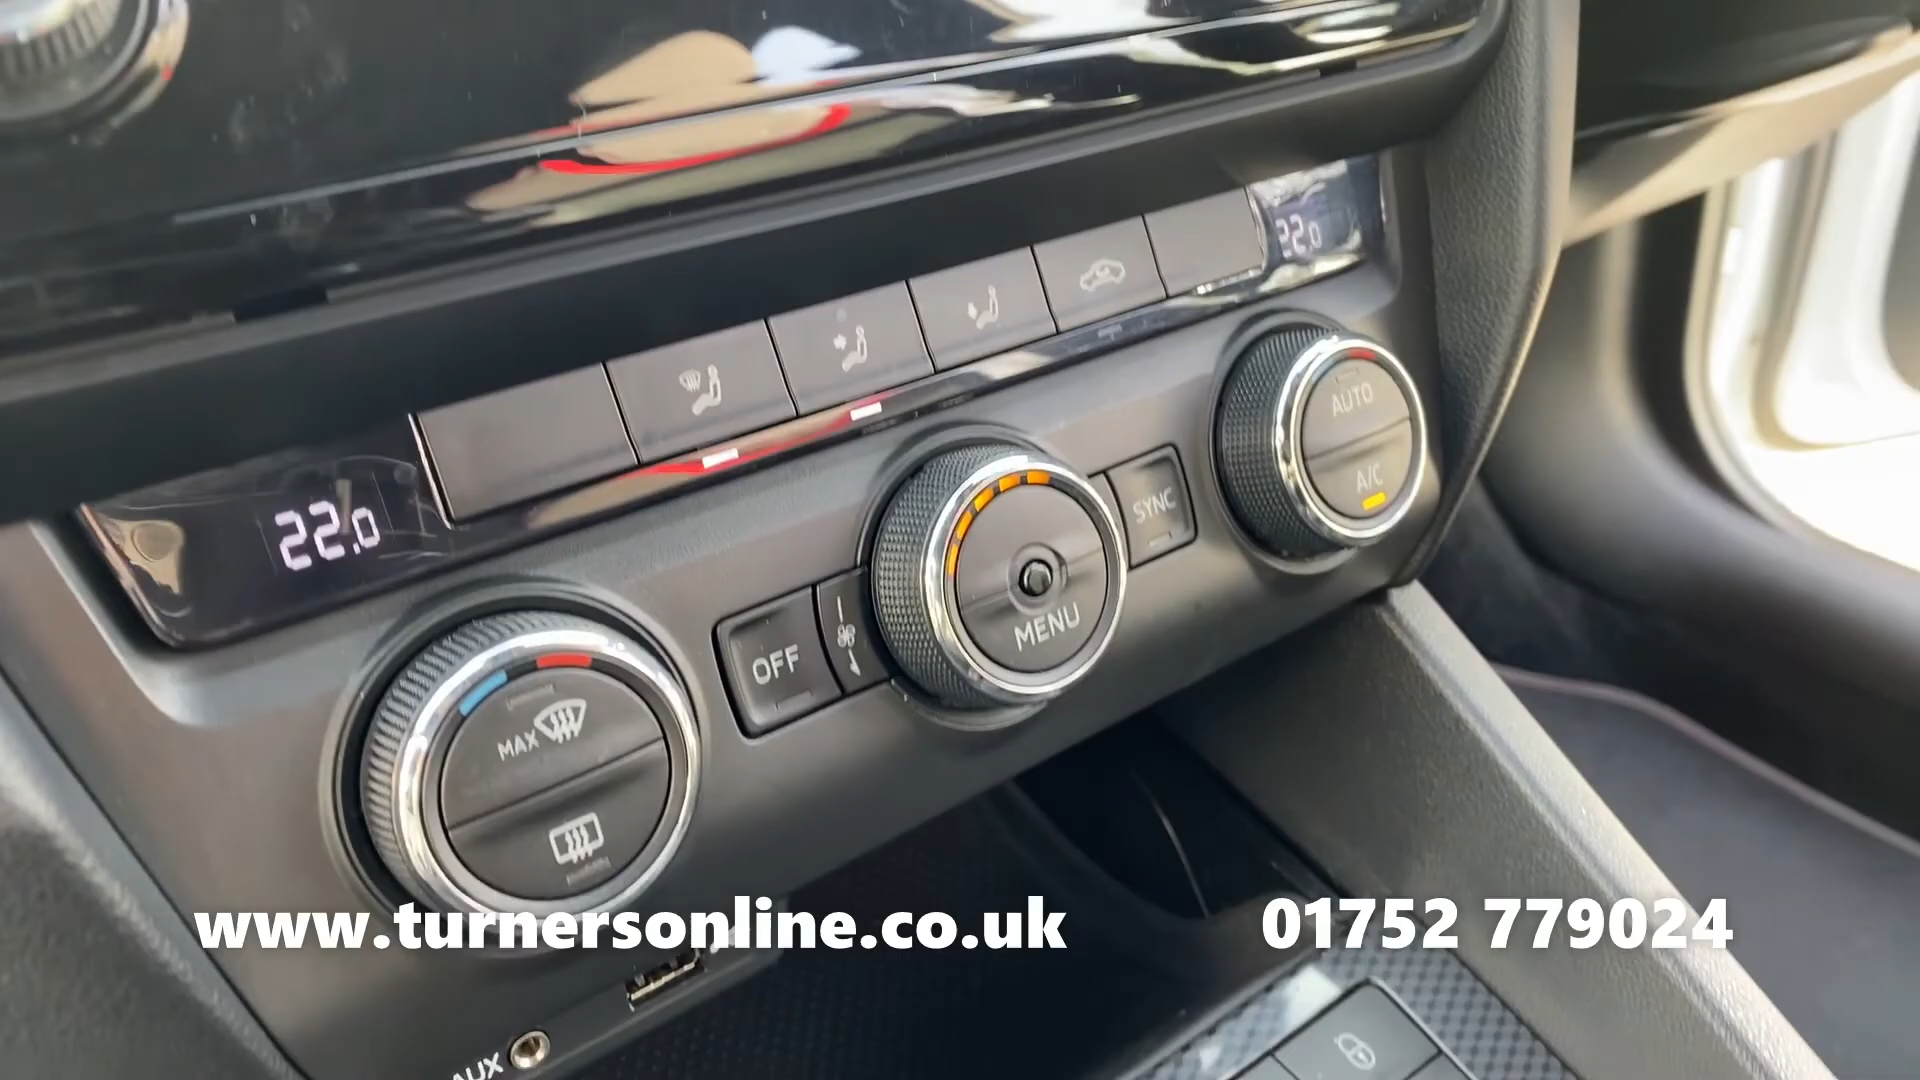 22.0
22.0
AUTO
A/C
SYNC
MENU
OFF
MAX
www.turnersonline.co.uk
01752 779024
AUX